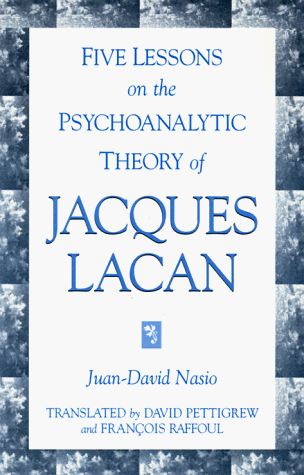 FIVE LESSONS
on the
PSYCHOANALYTIC
THEORY of
JACQUES
LACAN
Juan-David Nasio
TRANSLATED by DAVID PETTIGREW
and FRANÇOIS RAFFOUL